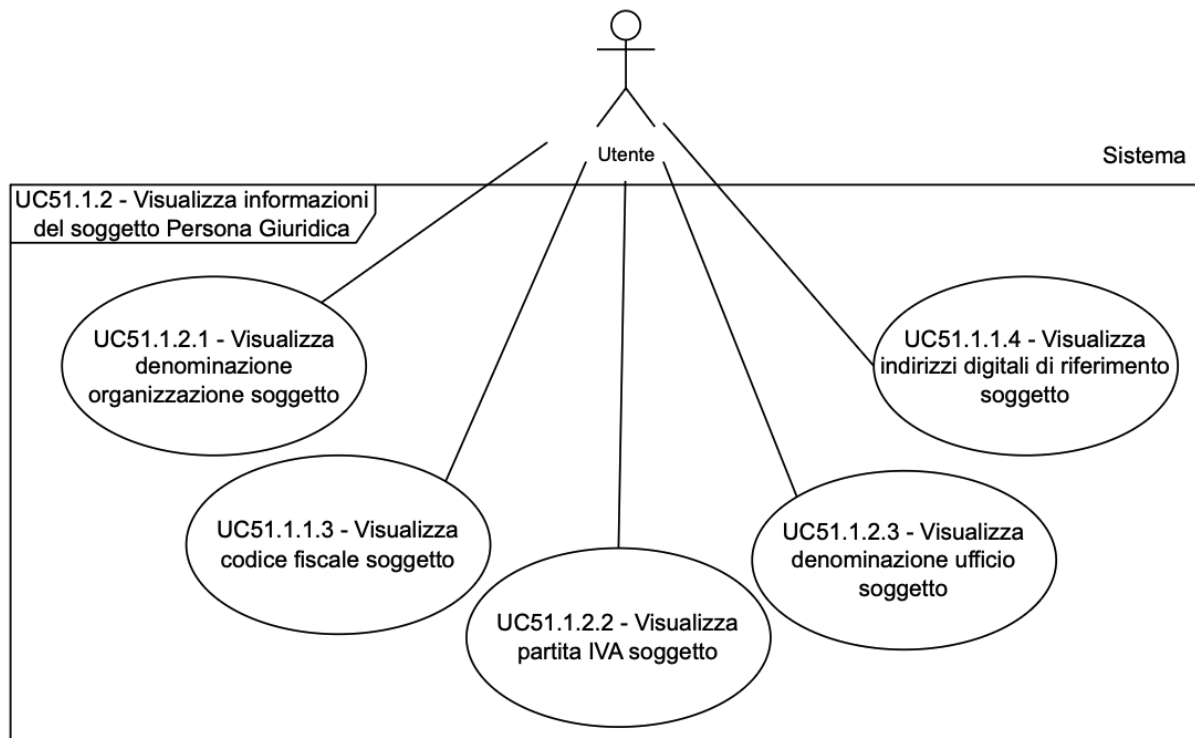 Utente
Sistema
UC51.1.2 - Visualizza informazioni
del soggetto Persona Giuridica
UC51.1.2.1 - Visualizza
denominazione
organizzazione soggetto
UC51.1.1.4 - Visualizza
indirizzi digitali di riferimento
soggetto
UC51.1.1.3 - Visualizza
codice fiscale soggetto
UC51.1.2.3 - Visualizza
denominazione ufficio
soggetto
UC51.1.2.2 - Visualizza
partita IVA soggetto